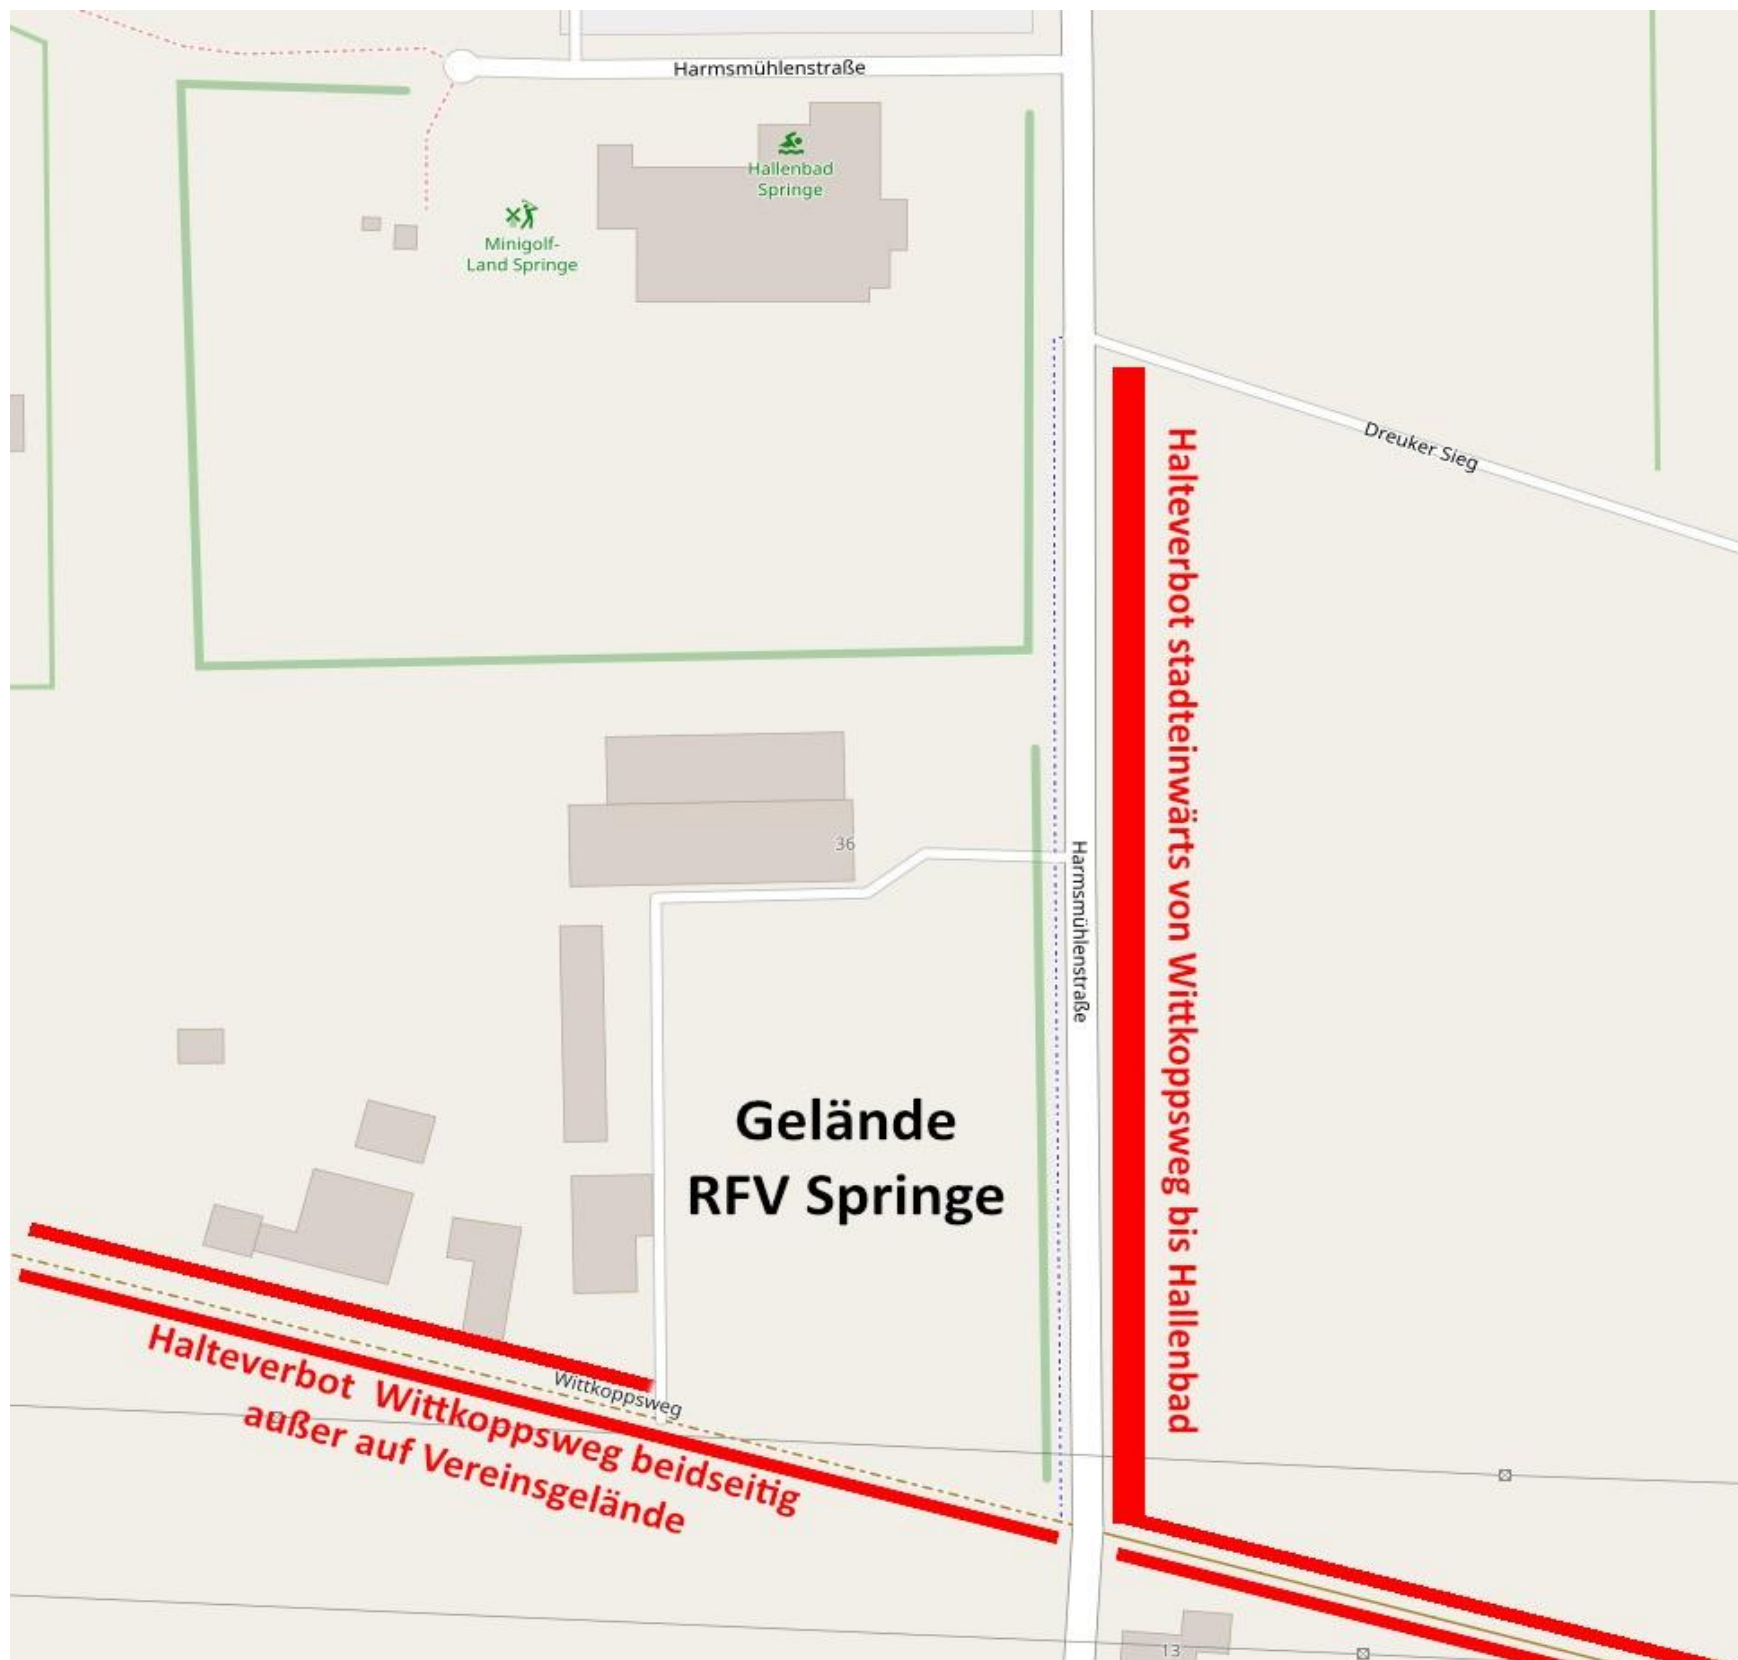 Harmsmühlenstraße
Hallenbad
Springe
Minigolf-
Land Springe
Dreuker Sieg
Halteverbot stadteinwärts von Wittkoppsweg bis Hallenbad
36
Harmsmühlenstraße
Gelände
RFV Springe
Wittkoppsweg
Halteverbot Wittkoppsweg beidseitig
außer auf Vereinsgelände
13